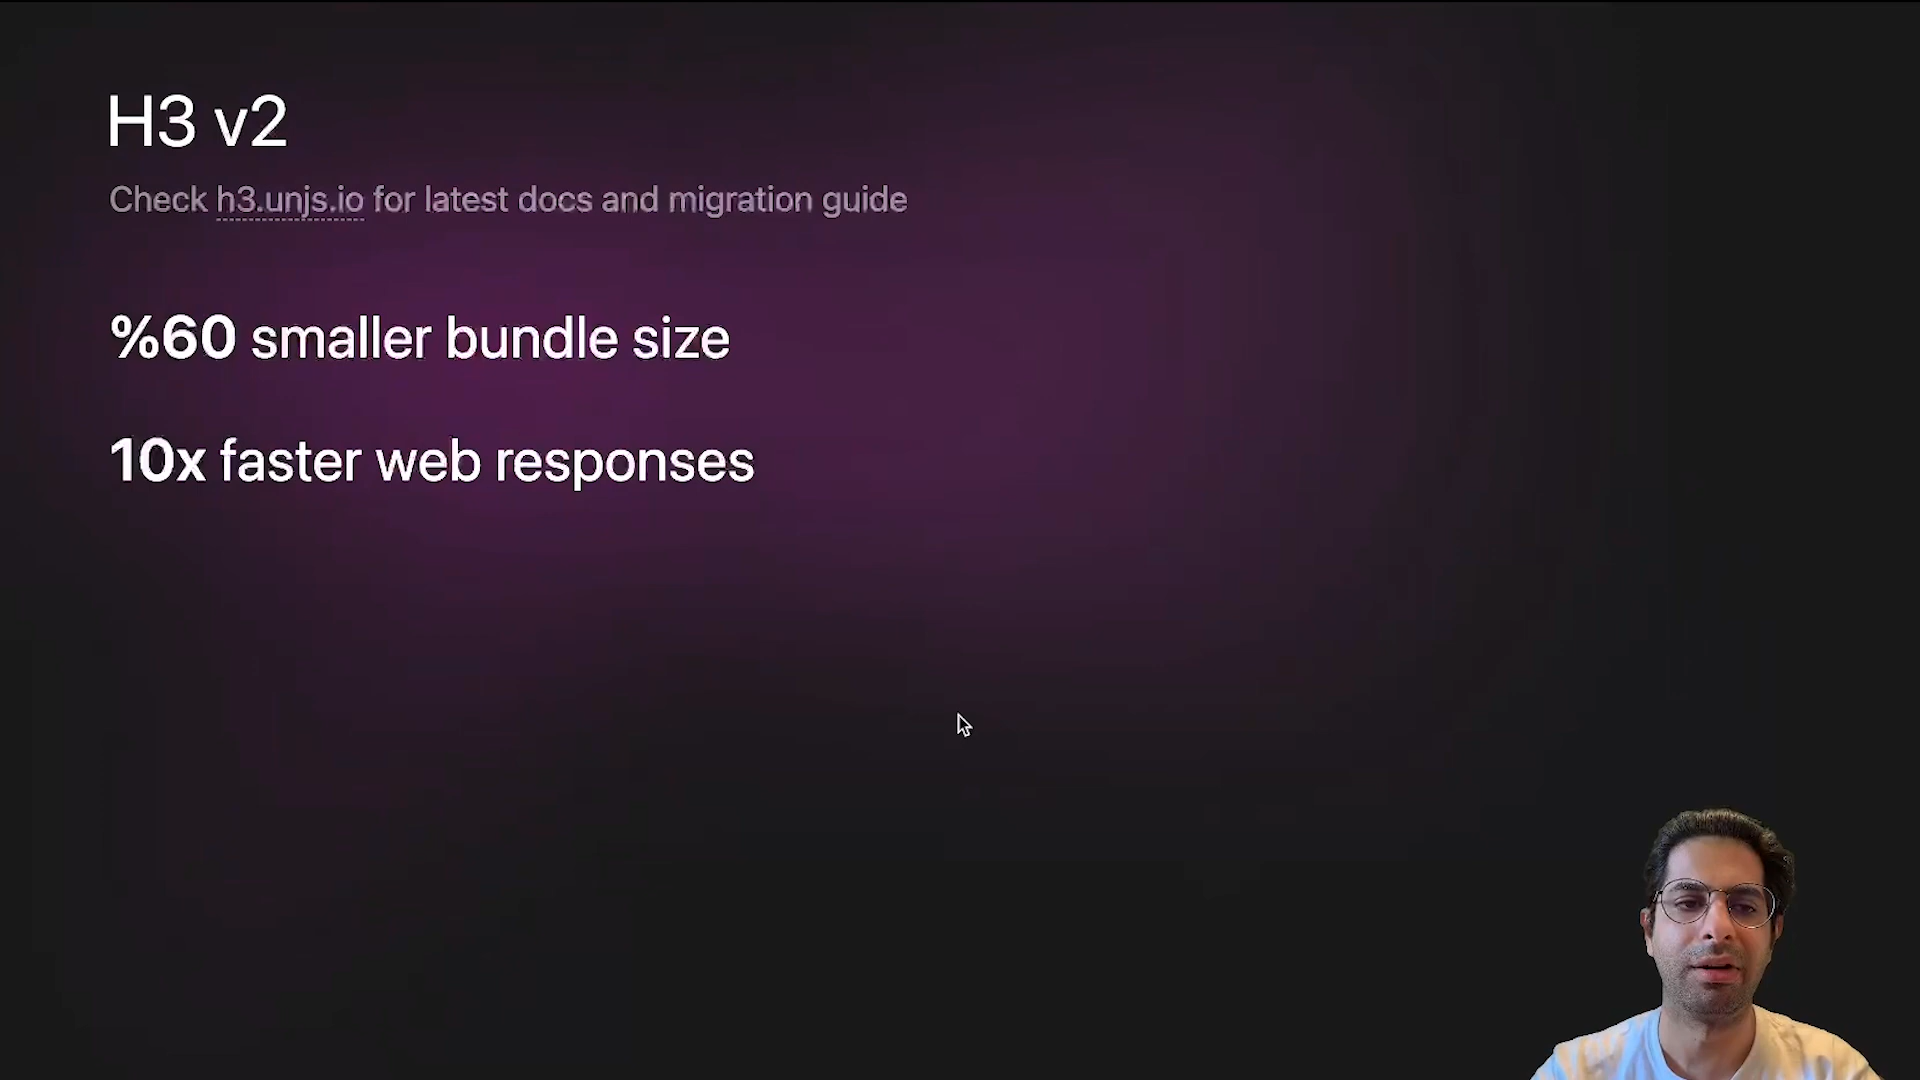 H3 v2
Check h3.unjs.io for latest docs and migration guide
%60 smaller bundle size
10x faster web responses